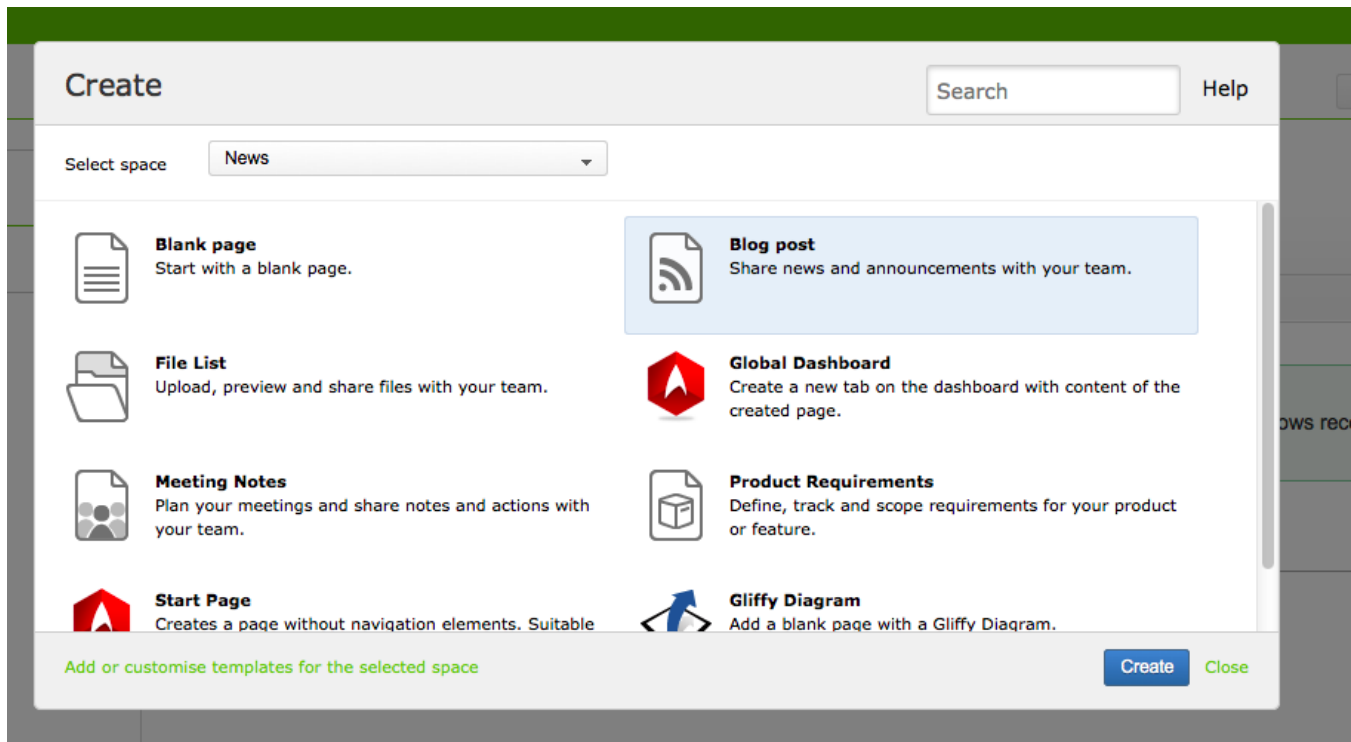 Create
Search
Help
Select space
News
Blank page
Start with a blank page.
Blog post
Share news and announcements with your team.
File List
Upload, preview and share files with your team.
Global Dashboard
Create a new tab on the dashboard with content of the
created page.
Meeting Notes
Plan your meetings and share notes and actions with
your team.
Product Requirements
Define, track and scope requirements for your product
or feature.
Start Page
Creates a page without navigation elements. Suitable
Gliffy Diagram
Add a blank page with a Gliffy Diagram.
Add or customise templates for the selected space
Create
Close